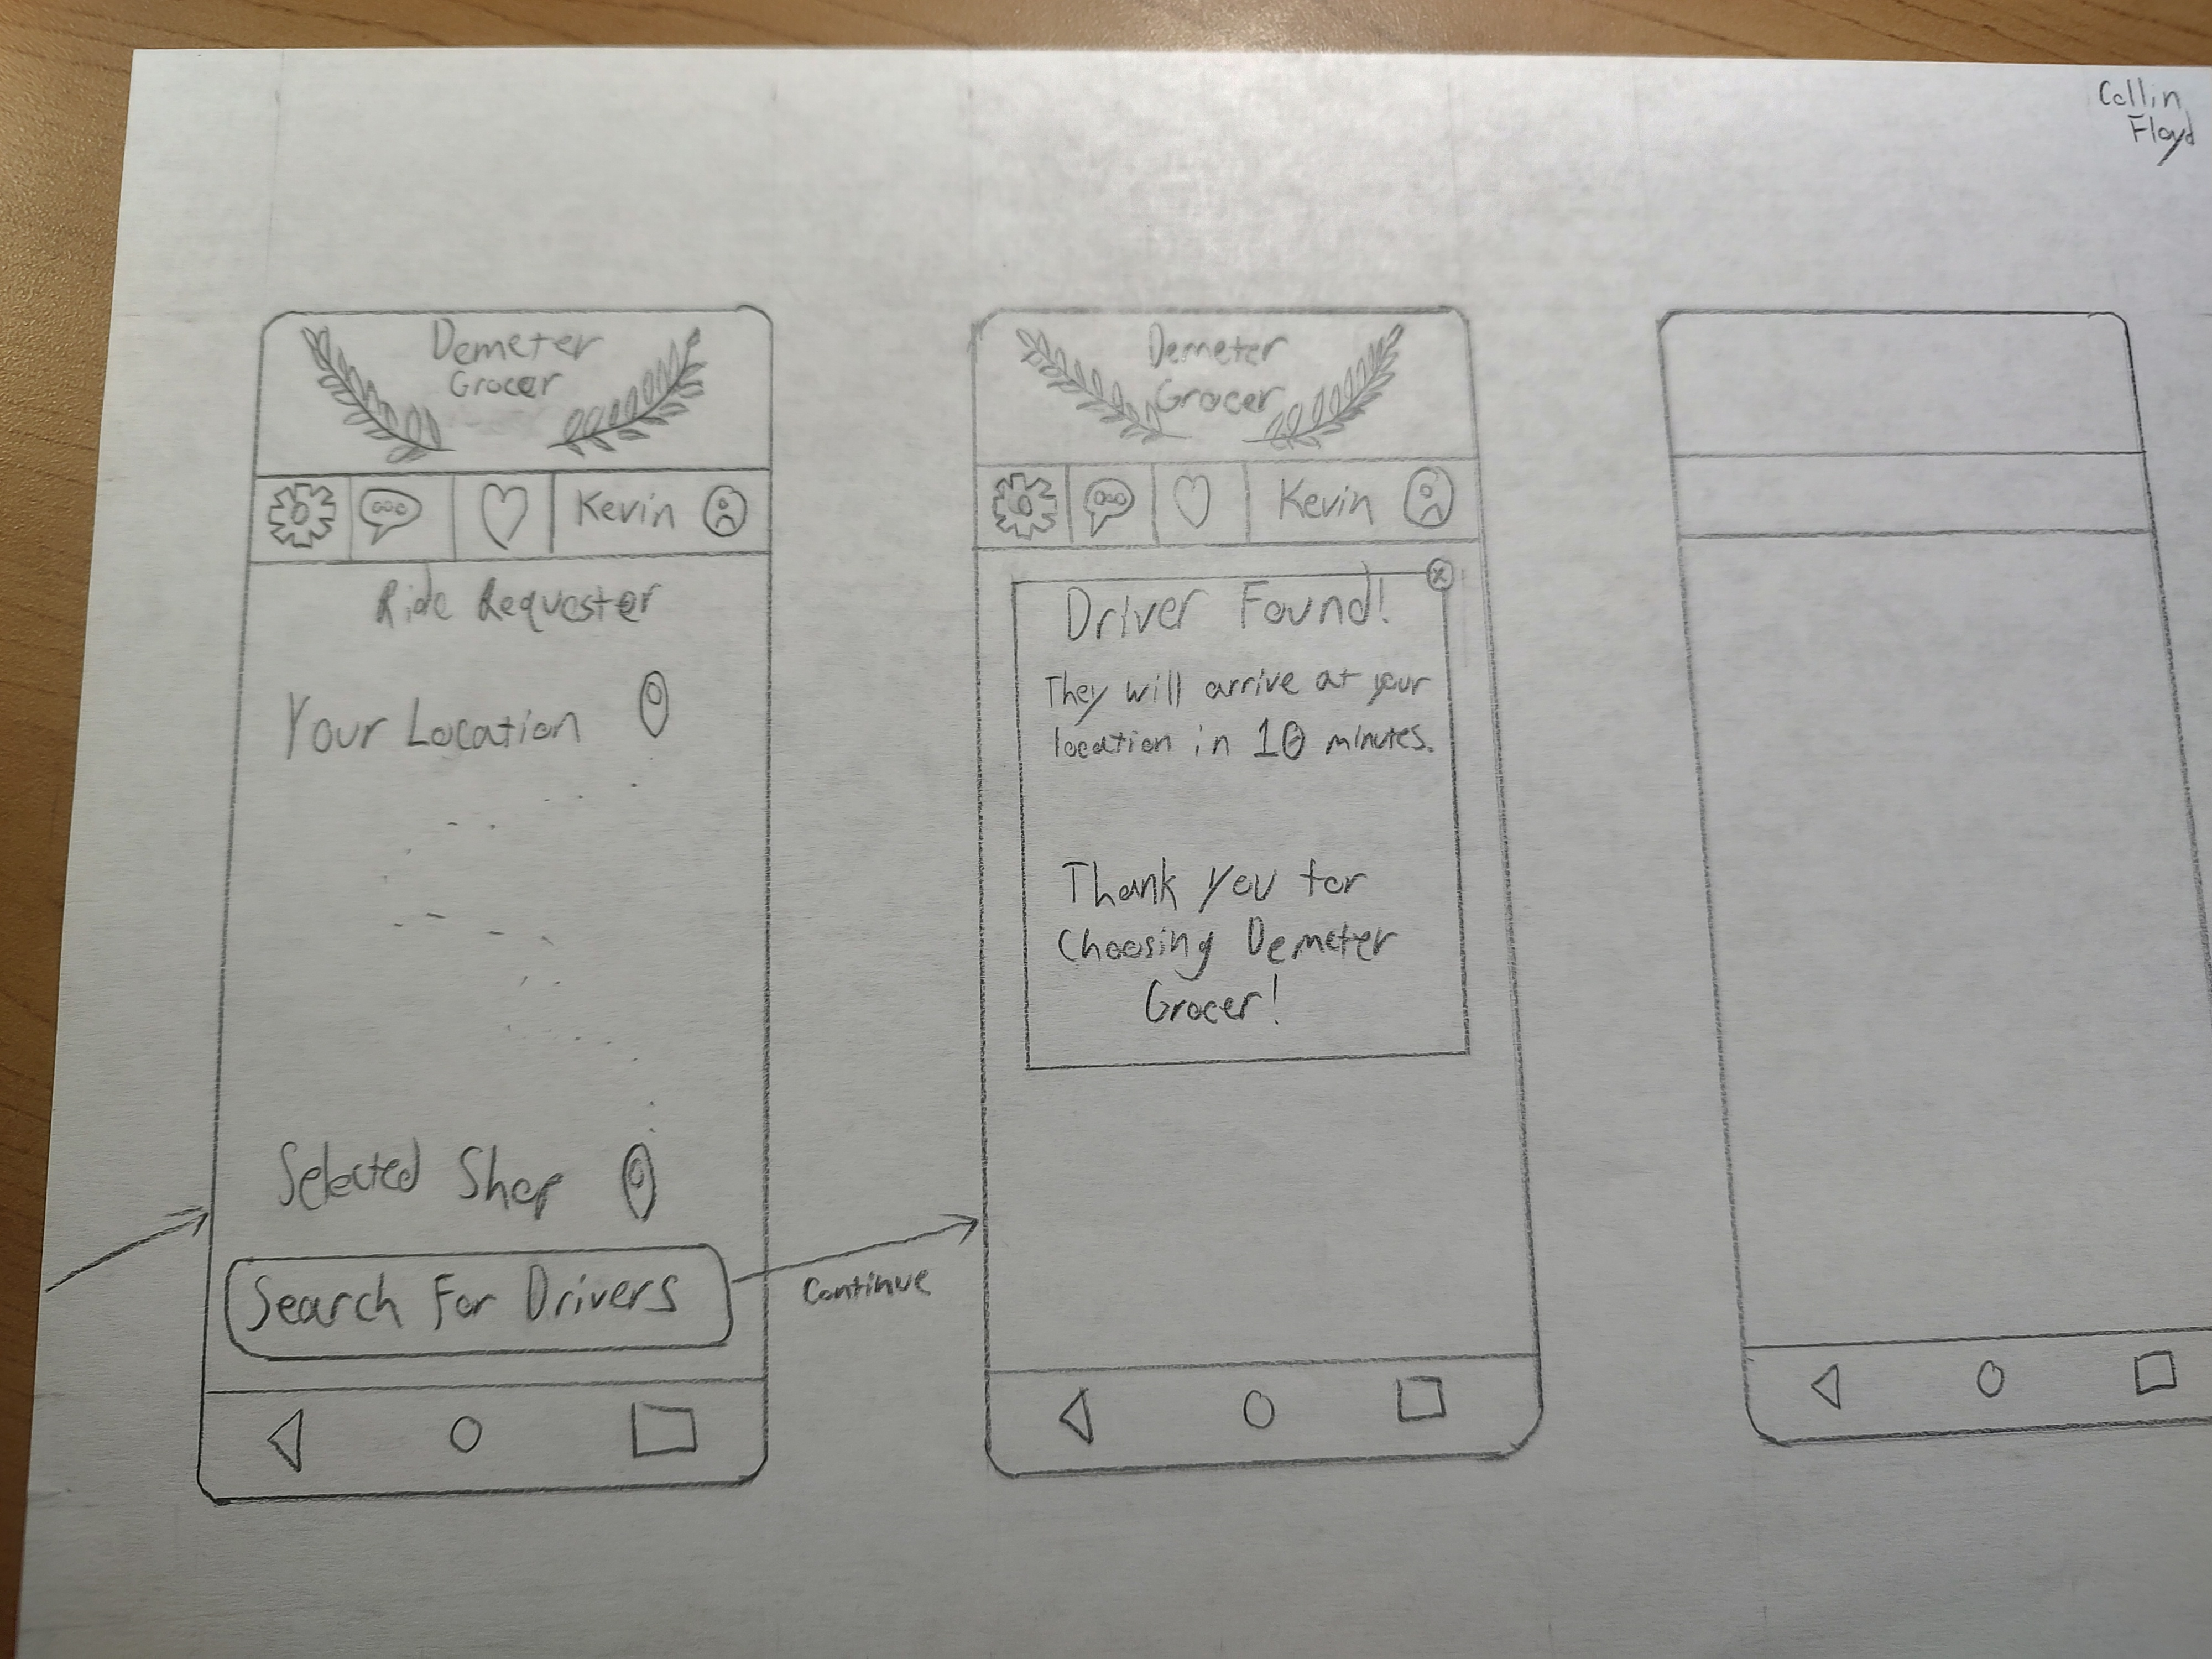 Collin
Floyd
Demeter
Grocer
Kevin
Ride Requester
Your Location
Selected Shop
Search For Drivers
Continue
Demeter
Grocer
Kevin
Driver Found!
They will arrive at your
location in 10 minutes.
Thank you for
Choosing Demeter
Grocer!